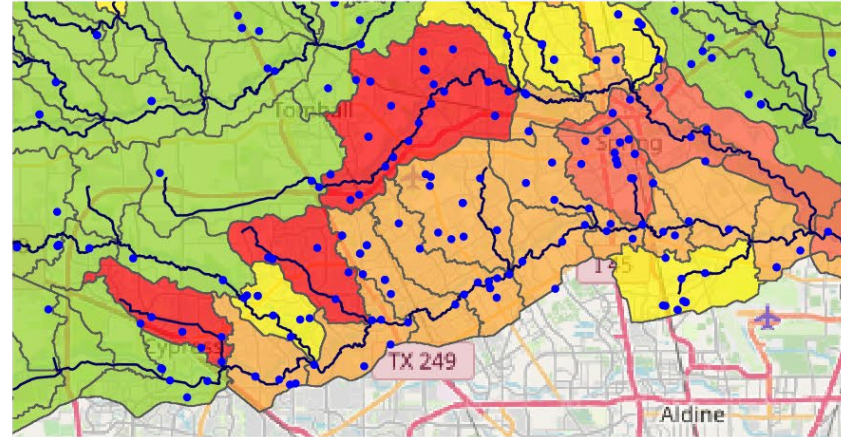 Tomball
Spring
I 45
Cypress
TX 249
Aldine